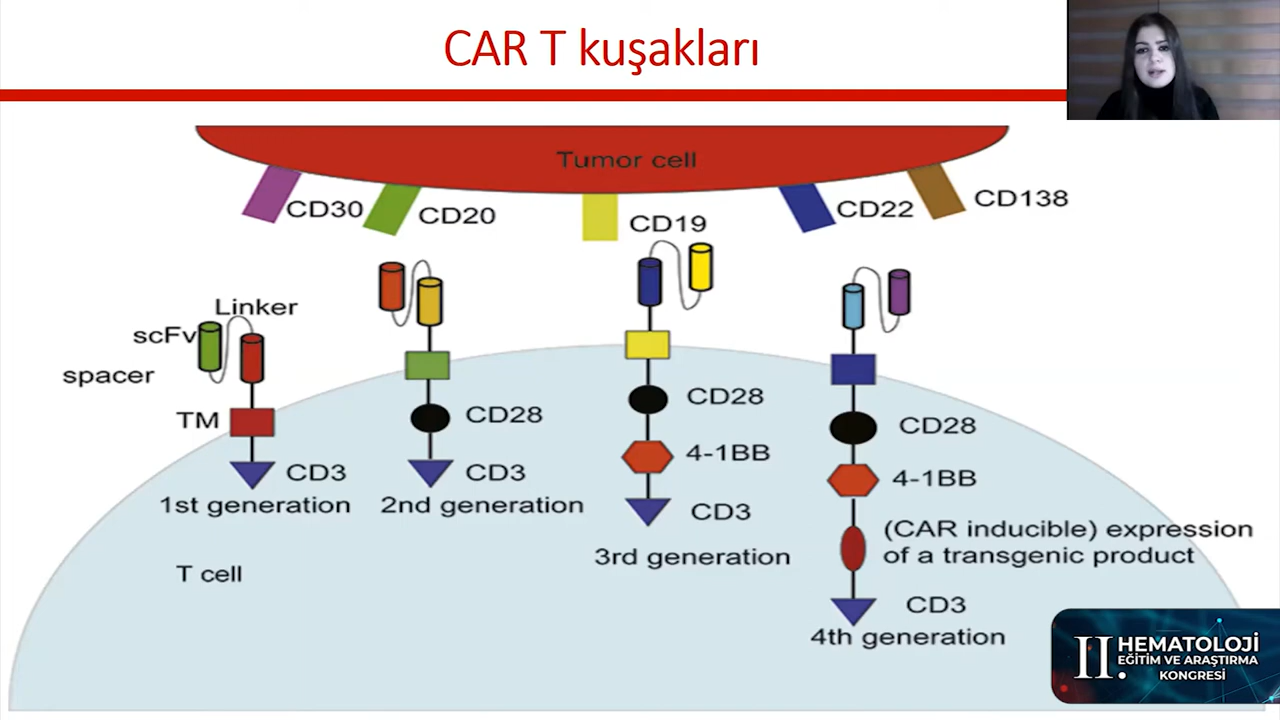 CAR T kuşakları
Tumor cell
CD30
CD20
CD19
CD22
CD138
Linker
scFv
spacer
TM
CD3
1st generation
CD28
CD3
2nd generation
CD28
4-1BB
CD3
3rd generation
CD28
4-1BB
(CAR inducible) expression
of a transgenic product
CD3
4th generation
T cell
II. HEMATOLOJİ
EĞİTİM VE ARAŞTIRMA
KONGRESİ